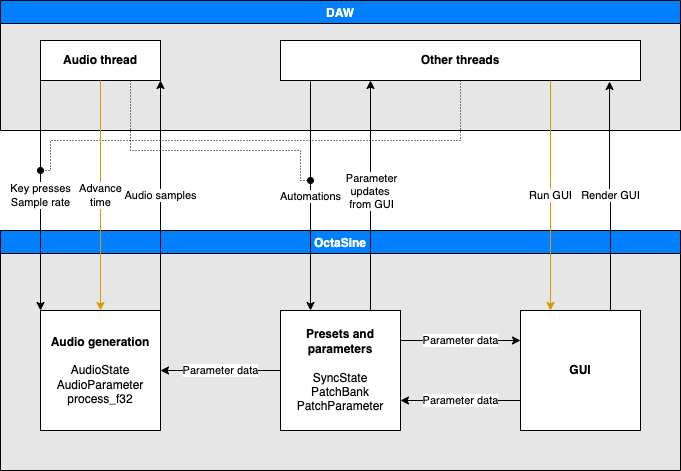 DAW
Audio thread
Other threads
Key presses
Sample rate
Advance
time
Audio samples
Automations
Parameter
updates
from GUI
Run GUI
Render GUI
OctaSine
Audio generation
AudioState
AudioParameter
process_f32
Parameter data
Presets and
parameters
SyncState
PatchBank
PatchParameter
Parameter data
Parameter data
GUI